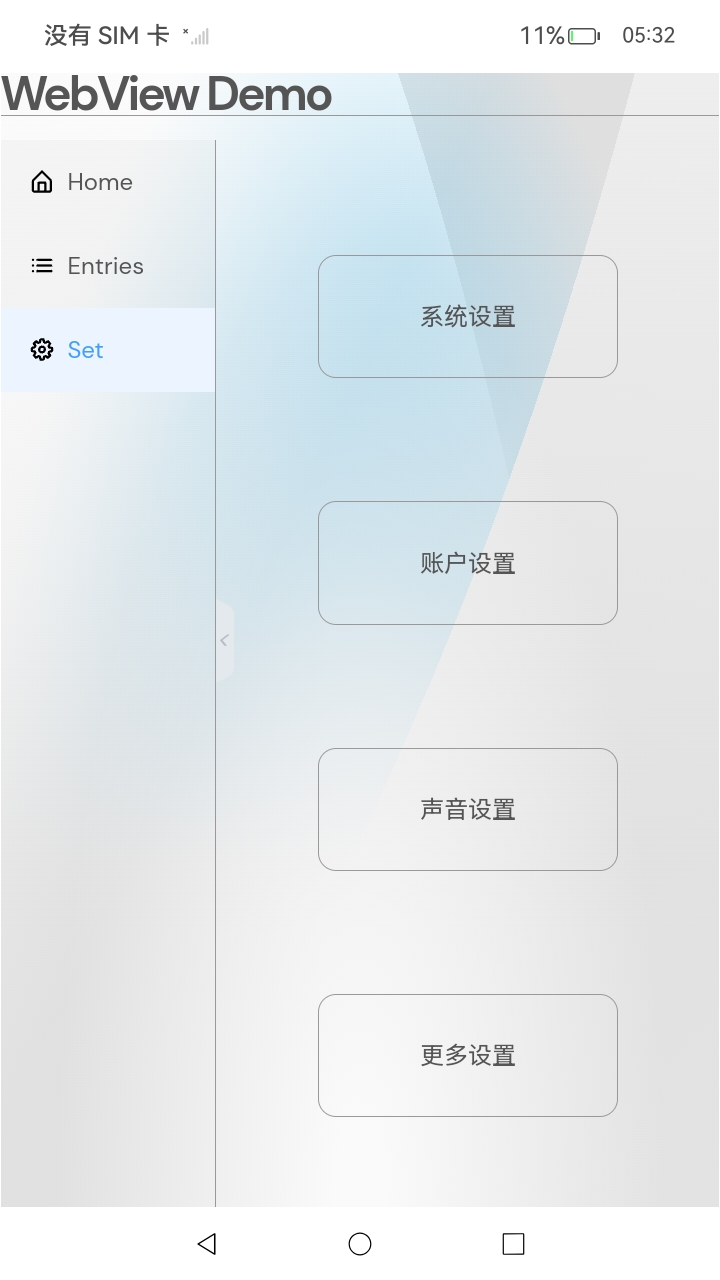 没有 SIM 卡
11%
05:32
WebView Demo
Home
Entries
Set
系统设置
账户设置
声音设置
更多设置